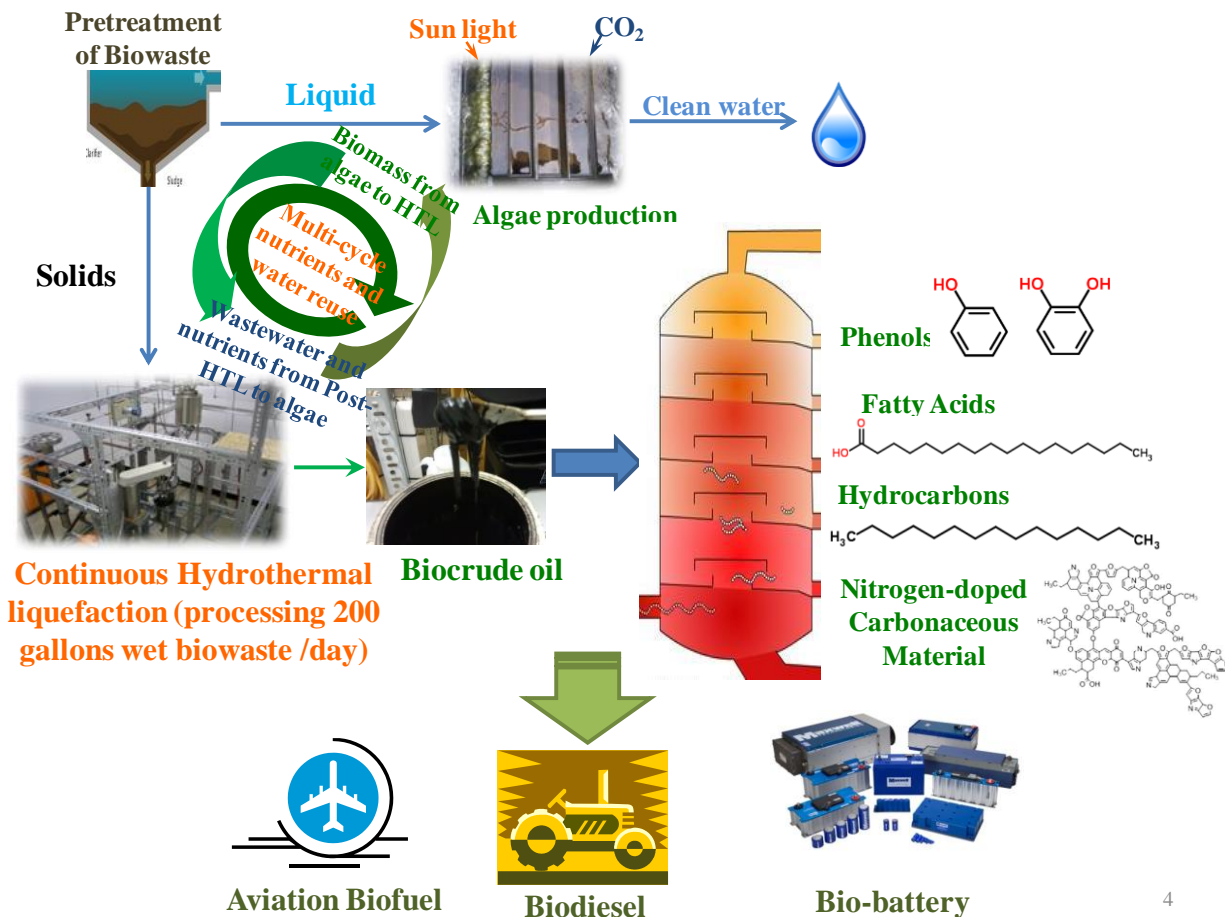 Pretreatment
of Biowaste
Sun light
CO2
Liquid
Clean water
Clarifier
Sludge
Biomass from
algae to HTL
Algae production
Multi-cycle
nutrients and
water reuse
Solids
Wastewater and
nutrients from Post-
HTL to algae
HO
HO
OH
Phenols
Fatty Acids
O
HO
CH3
Hydrocarbons
H3C
CH3
Biocrude oil
Continuous Hydrothermal
liquefaction (processing 200
gallons wet biowaste /day)
Nitrogen-doped
Carbonaceous
Material
Aviation Biofuel
Biodiesel
Bio-battery
4